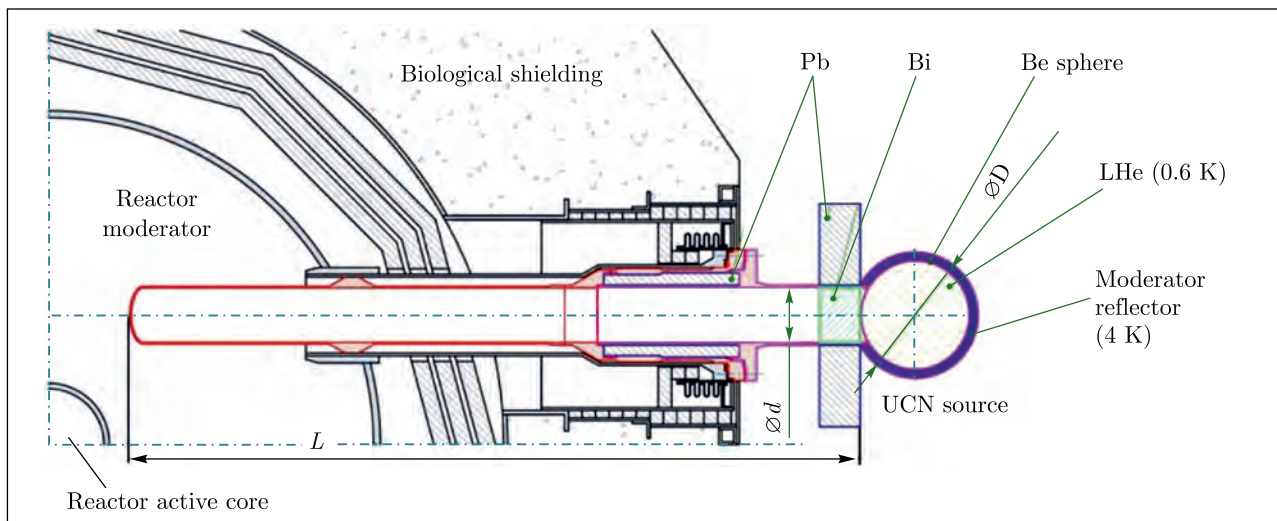 Biological shielding
Pb
Bi
Be sphere
LHe (0.6 K)
⌀D
Reactor
moderator
Moderator
reflector
(4 K)
⌀d
UCN source
L
Reactor active core